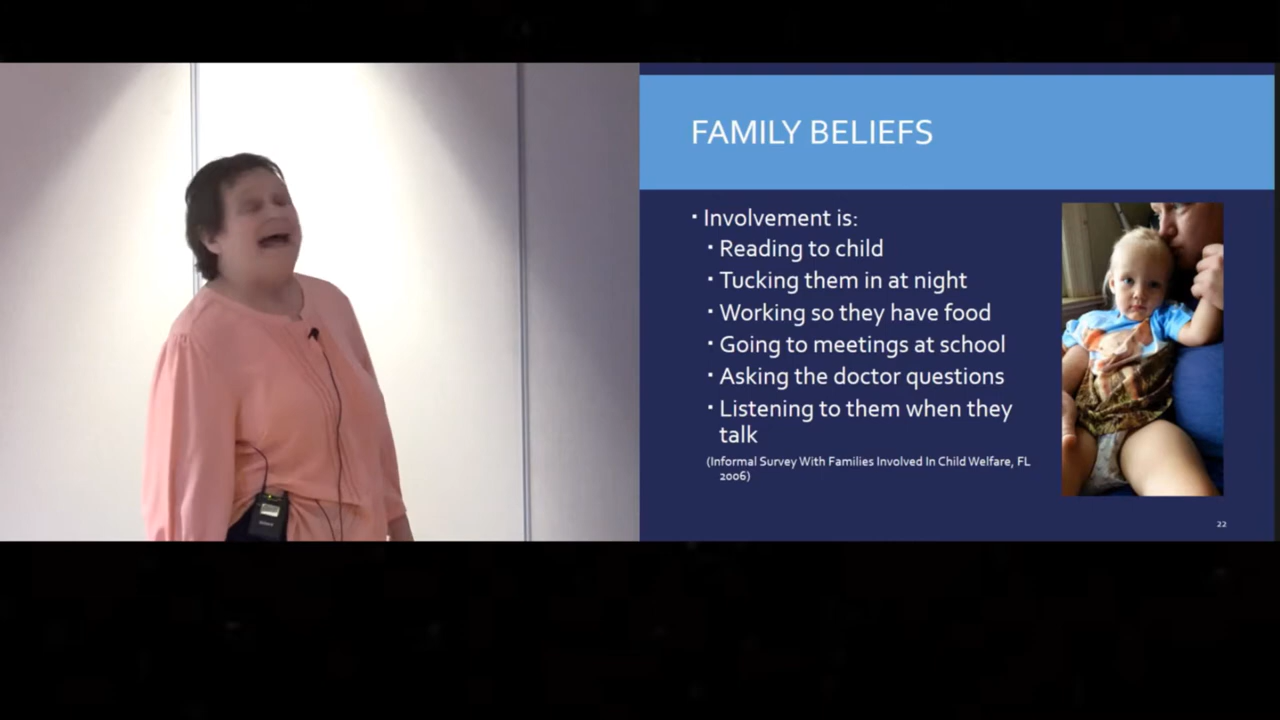 FAMILY BELIEFS
▪ Involvement is:
▪ Reading to child
▪ Tucking them in at night
▪ Working so they have food
▪ Going to meetings at school
▪ Asking the doctor questions
▪ Listening to them when they
talk
(Informal Survey With Families Involved In Child Welfare, FL
2006)
22